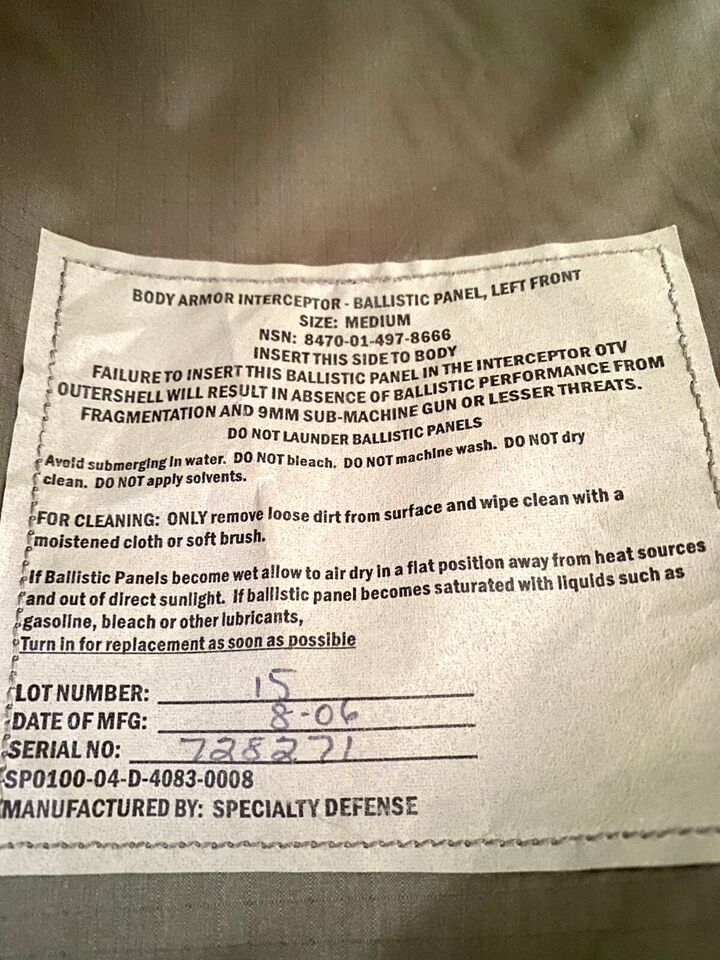 BODY ARMOR INTERCEPTOR - BALLISTIC PANEL, LEFT FRONT
SIZE: MEDIUM
NSN: 8470-01-497-8666
INSERT THIS SIDE TO BODY
FAILURE TO INSERT THIS BALLISTIC PANEL IN THE INTERCEPTOR OTV
OUTERSHELL WILL RESULT IN ABSENCE OF BALLISTIC PERFORMANCE FROM
FRAGMENTATION AND 9MM SUB-MACHINE GUN OR LESSER THREATS.
DO NOT LAUNDER BALLISTIC PANELS
Avoid submerging in water. DO NOT bleach. DO NOT machine wash. DO NOT dry
clean. DO NOT apply solvents.
FOR CLEANING: ONLY remove loose dirt from surface and wipe clean with a
moistened cloth or soft brush.
If Ballistic Panels become wet allow to air dry in a flat position away from heat sources
and out of direct sunlight. If ballistic panel becomes saturated with liquids such as
gasoline, bleach or other lubricants,
Turn in for replacement as soon as possible
LOT NUMBER: 15
DATE OF MFG: 8-06
SERIAL NO: 728271
SP0100-04-D-4083-0008
MANUFACTURED BY: SPECIALTY DEFENSE